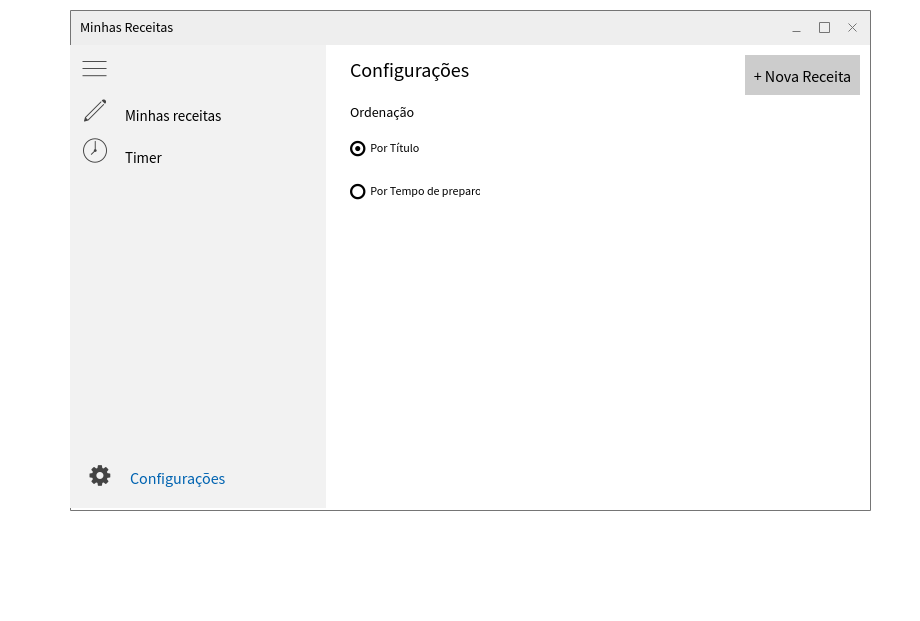 Minhas Receitas
Configurações
+ Nova Receita
Minhas receitas
Ordenação
Por Título
Timer
Por Tempo de preparo
Configurações